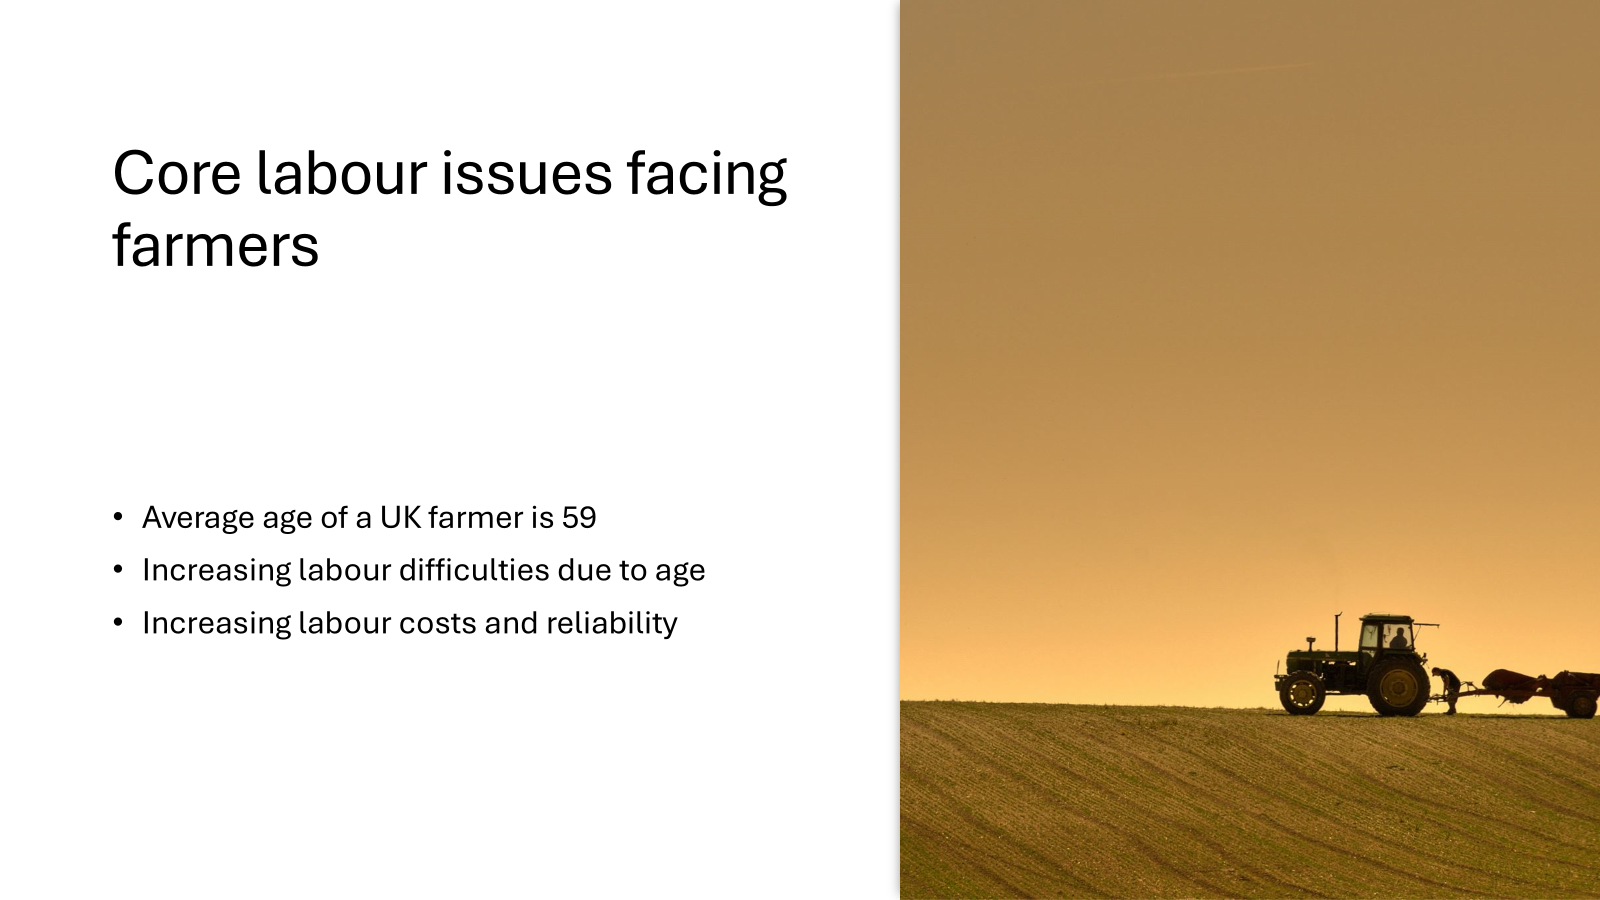 Core labour issues facing
farmers
• Average age of a UK farmer is 59
• Increasing labour difficulties due to age
• Increasing labour costs and reliability